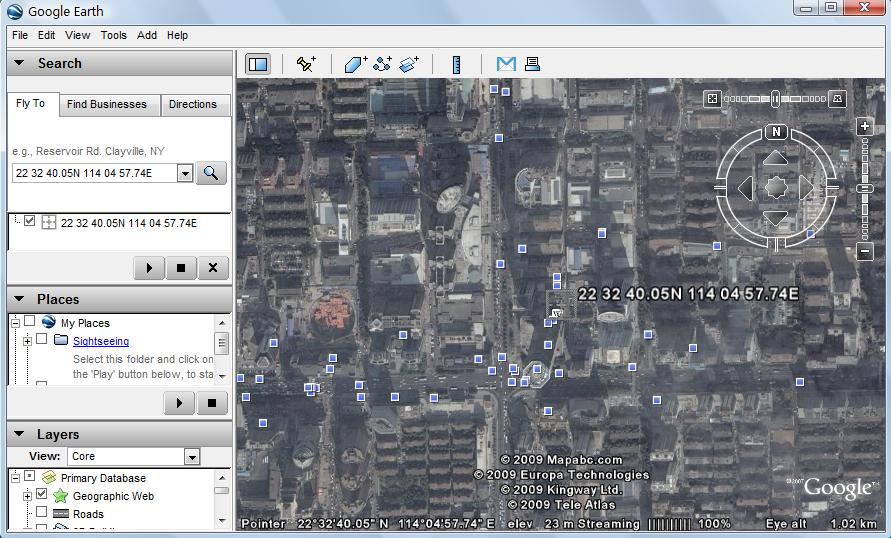 Google Earth
File Edit View Tools Add Help
Search
Fly To Find Businesses Directions
e.g., Reservoir Rd. Clayville, NY
22 32 40.05N 114 04 57.74E
22 32 40.05N 114 04 57.74E
Places
My Places
Sightseeing
Select this folder and click on
the 'Play' button below, to sta
Layers
View: Core
Primary Database
Geographic Web
Roads
N
22 32 40.05N 114 04 57.74E
© 2009 Mapabc.com
© 2009 Europa Technologies
© 2009 Kingway Ltd.
© 2009 Tele Atlas
©2007 Google™
Pointer 22°32'40.05" N 114°04'57.74" E elev 23 m Streaming |||||||||| 100% Eye alt 1.02 km